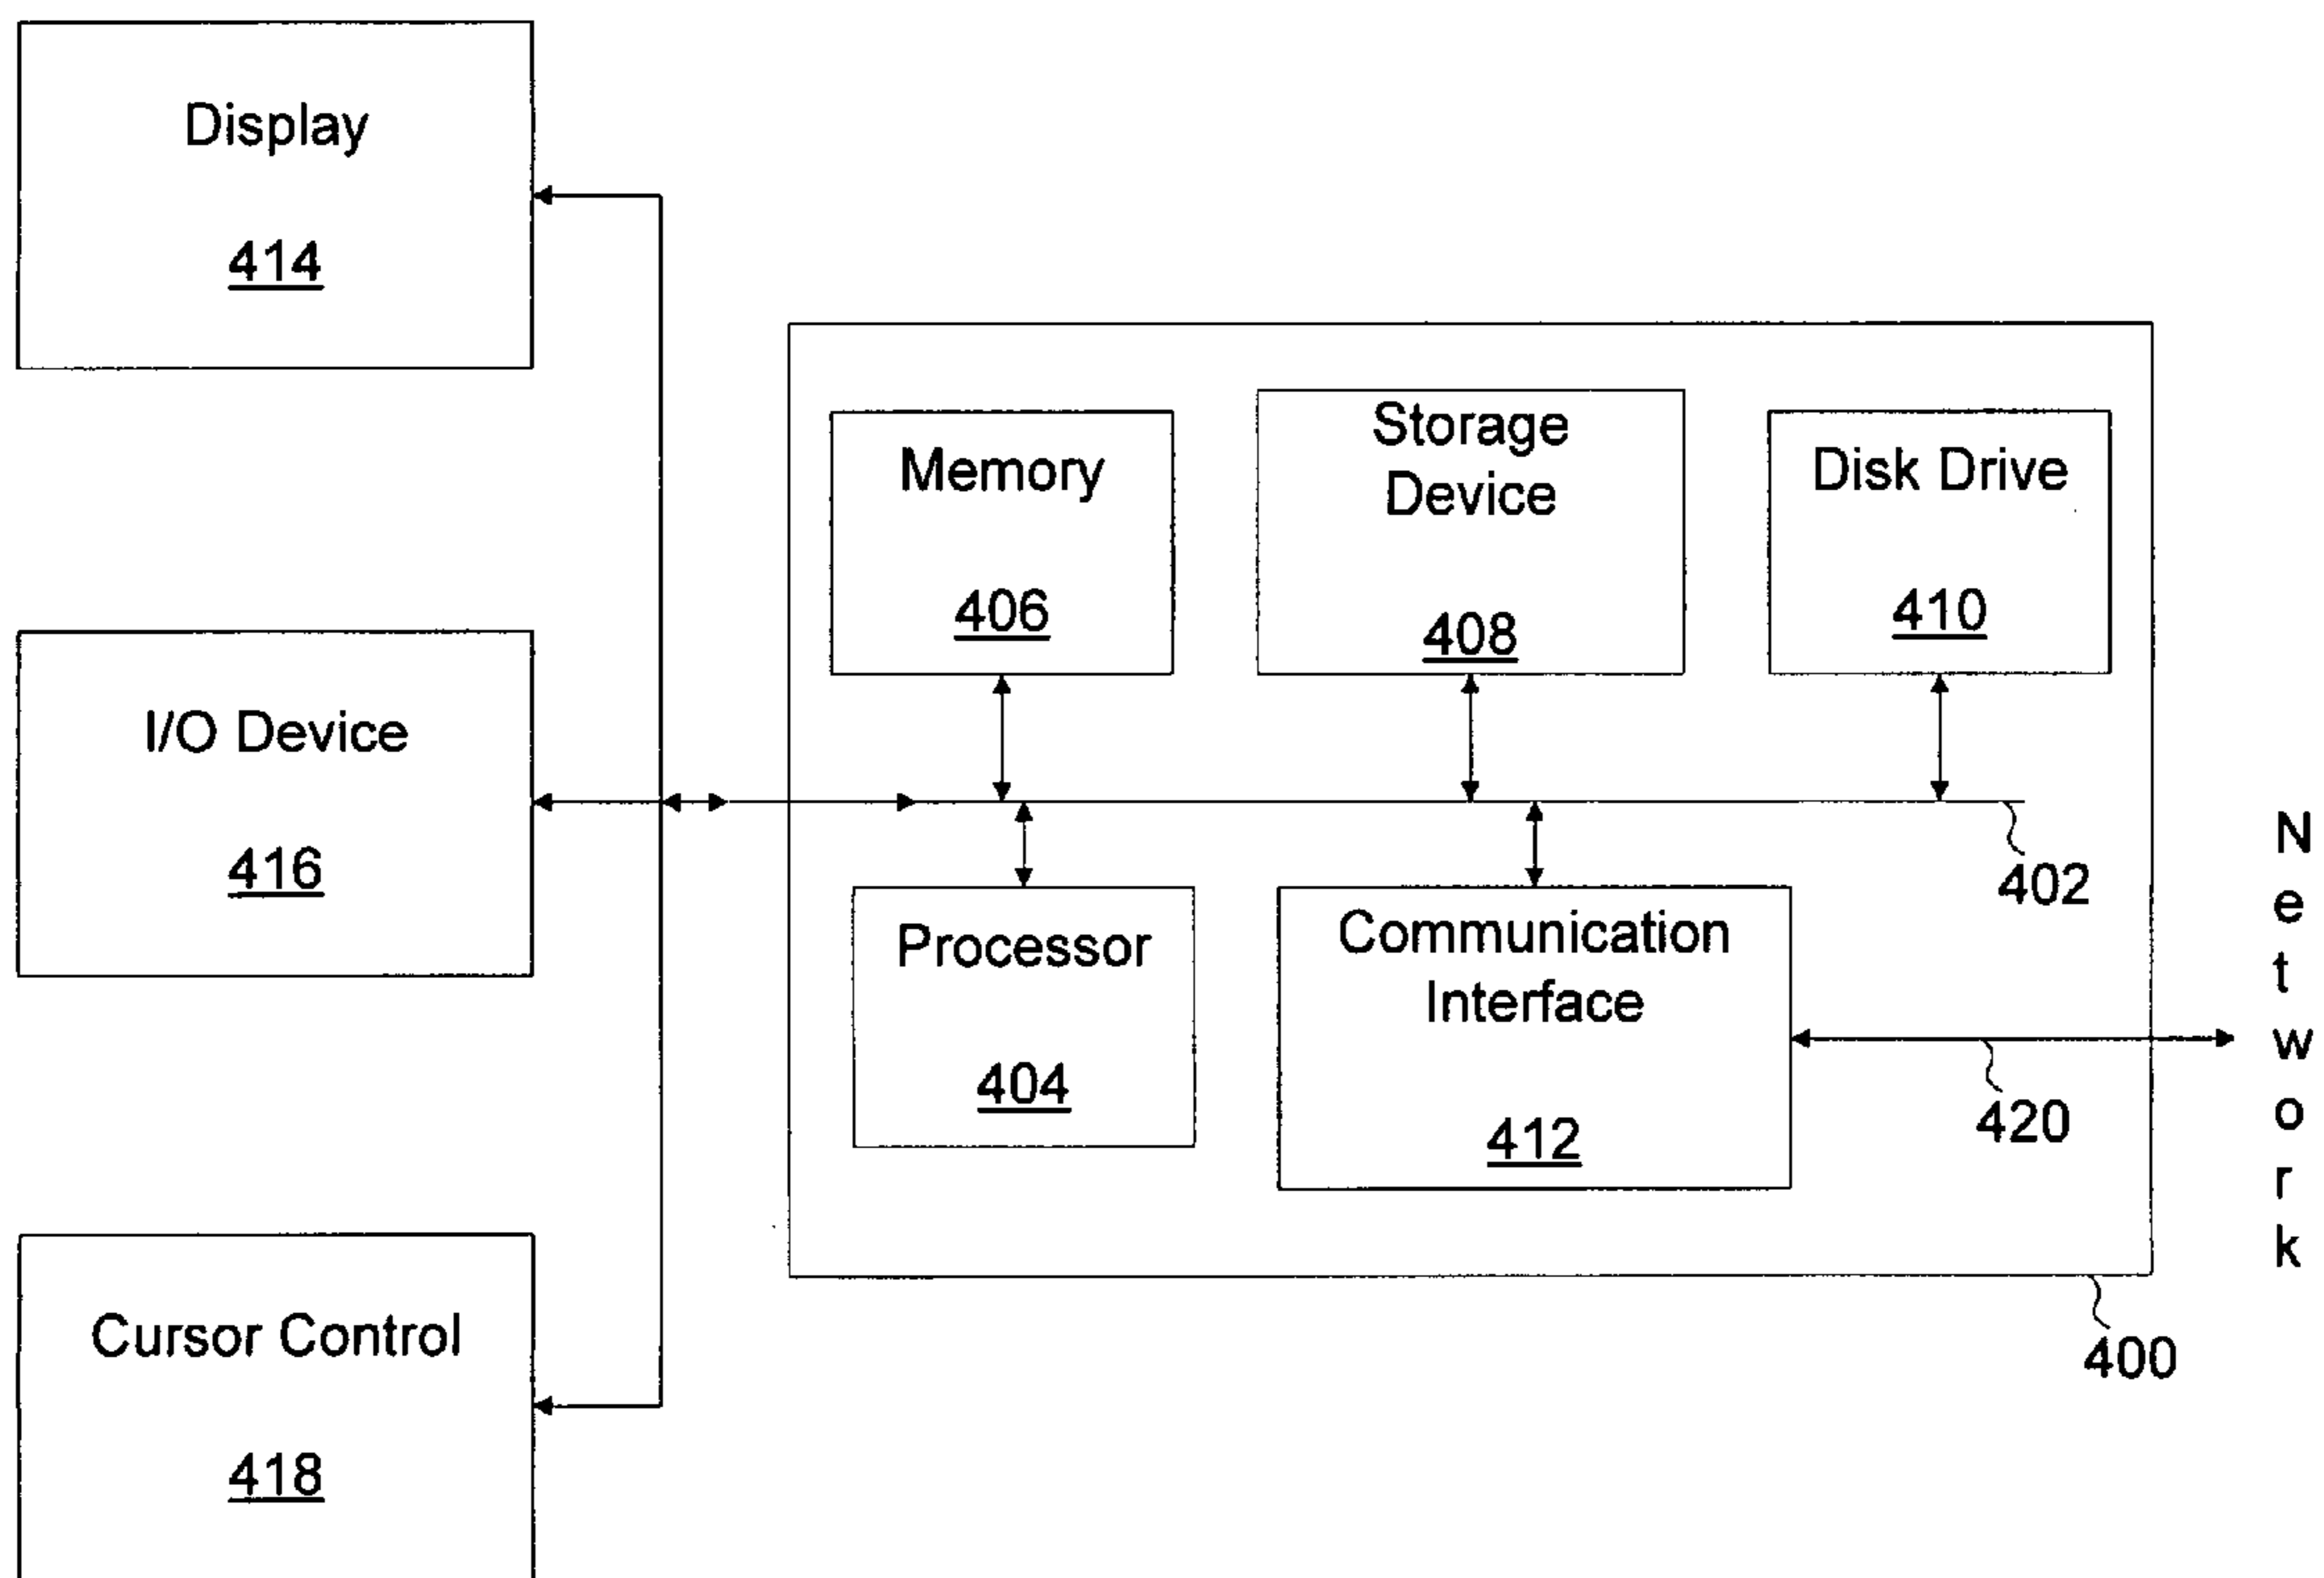 Display
414
Memory
406
Storage
Device
408
Disk Drive
410
I/O Device
416
402
Processor
404
Communication
Interface
412
420
Network
400
Cursor Control
418